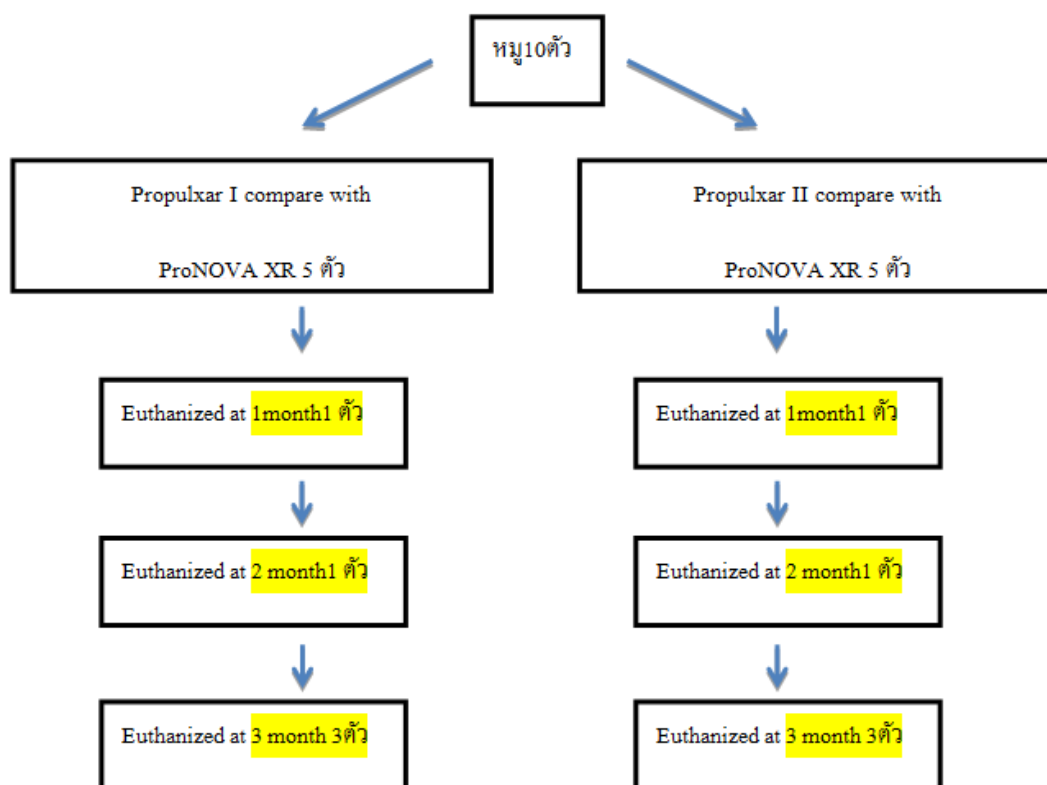 หมู10ตัว
Propulxar I compare with
ProNOVA XR 5 ตัว
Euthanized at 1month1 ตัว
Euthanized at 2 month1 ตัว
Euthanized at 3 month 3ตัว
Propulxar II compare with
ProNOVA XR 5 ตัว
Euthanized at 1month1 ตัว
Euthanized at 2 month1 ตัว
Euthanized at 3 month 3ตัว